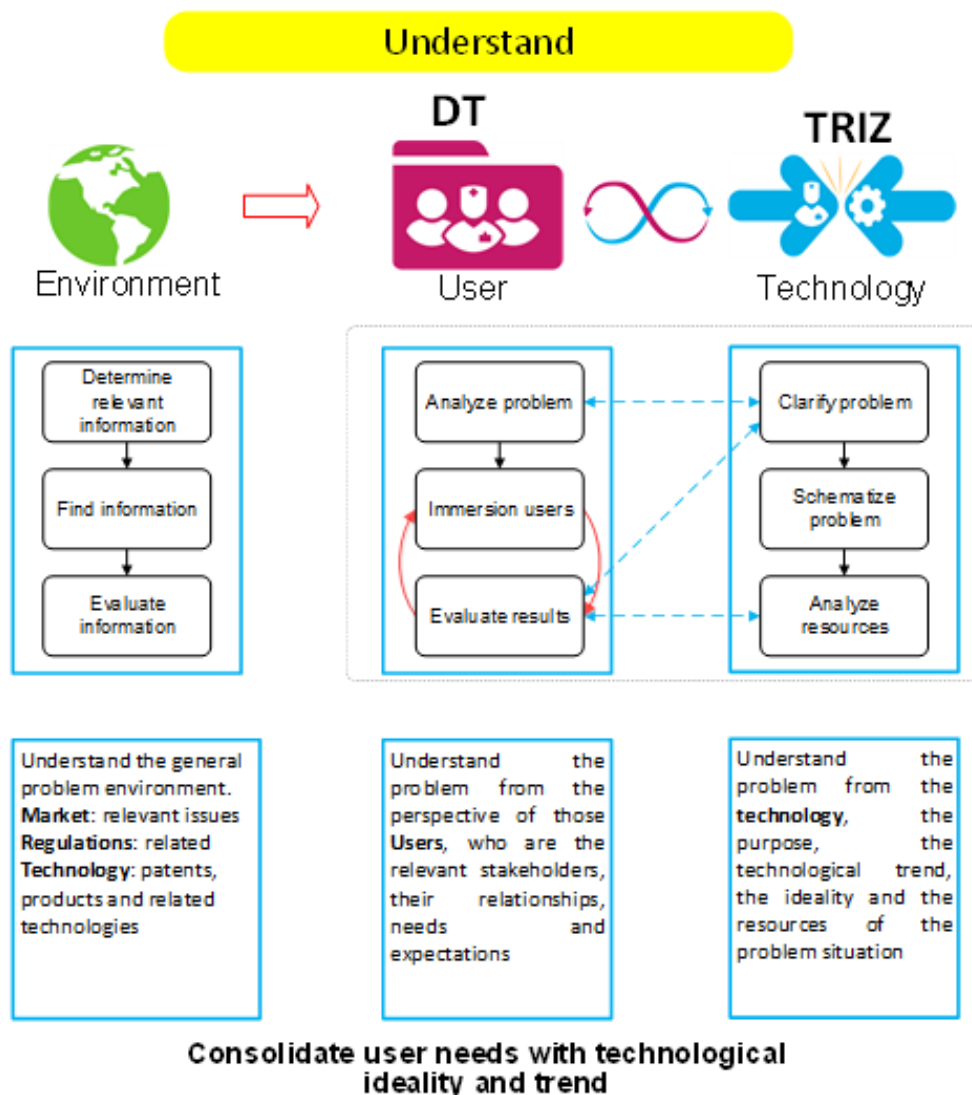 Understand
DT
TRIZ
Environment
User
Technology
Determine
relevant
information
Find information
Evaluate
information
Analyze problem
Immersion users
Evaluate results
Clarify problem
Schematize
problem
Analyze
resources
Understand the general
problem environment.
Market: relevant issues
Regulations: related
Technology: patents,
products and related
technologies
Understand the
problem from the
perspective of those
Users, who are the
relevant stakeholders,
their relationships,
needs and
expectations
Understand the
problem from the
technology, the
purpose, the
technological trend,
the ideality and the
resources of the
problem situation
Consolidate user needs with technological
ideality and trend